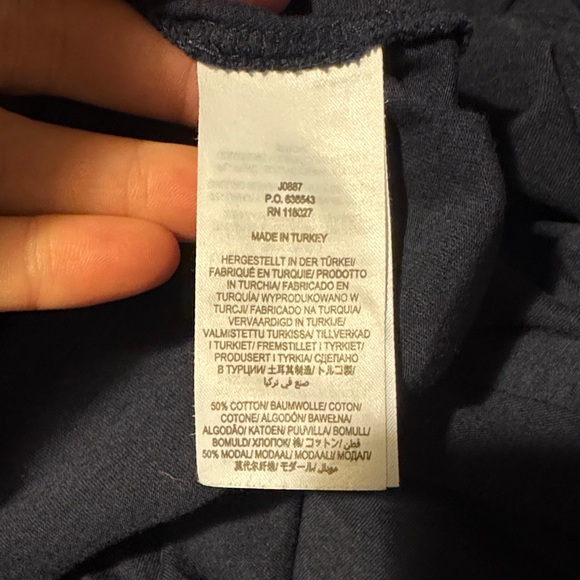 J0887
P.O. 636543
RN 118027
MADE IN TURKEY
HERGESTELLT IN DER TÜRKEI/
FABRIQUÉ EN TURQUIE/ PRODOTTO
IN TURCHIA/ FABRICADO EN
TURQUÍA/ WYPRODUKOWANO W
TURCJI/ FABRICADO NA TURQUIA/
VERVAARDIGD IN TURKIJE/
VALMISTETTU TURKISSA/ TILLVERKAD
I TURKIET/ FREMSTILLET I TYRKIET/
PRODUSERT I TYRKIA/ СДЕЛАНО
В ТУРЦИИ/ 土耳其制造/ トルコ製/
صنع في تركيا
50% COTTON/ BAUMWOLLE/ COTON/
COTONE/ ALGODÓN/ BAWEŁNA/
ALGODÃO/ KATOEN/ PUUVILLA/ BOMULL/
BOMULD/ ХЛОПОК/ 棉/ コットン/ قطن
50% MODAL/ MODAAL/ MODAALI/ МОДАЛ/
莫代尔纤维/ モダール/ مودال